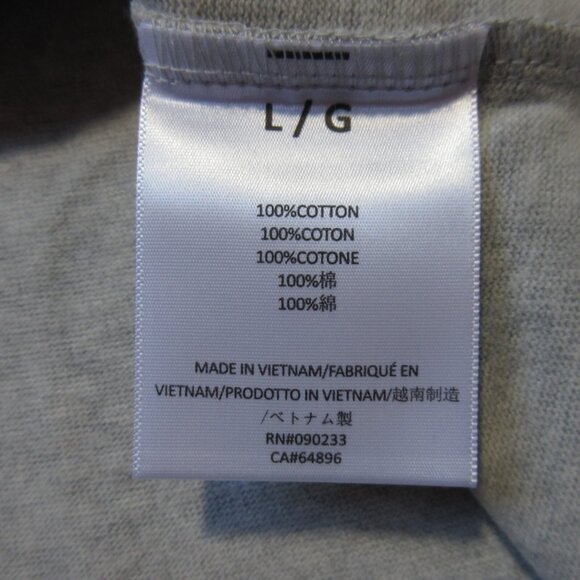 L / G
100%COTTON
100%COTON
100%COTONE
100%棉
100%綿
MADE IN VIETNAM/FABRIQUÉ EN
VIETNAM/PRODOTTO IN VIETNAM/越南制造
/ベトナム製
RN#090233
CA#64896